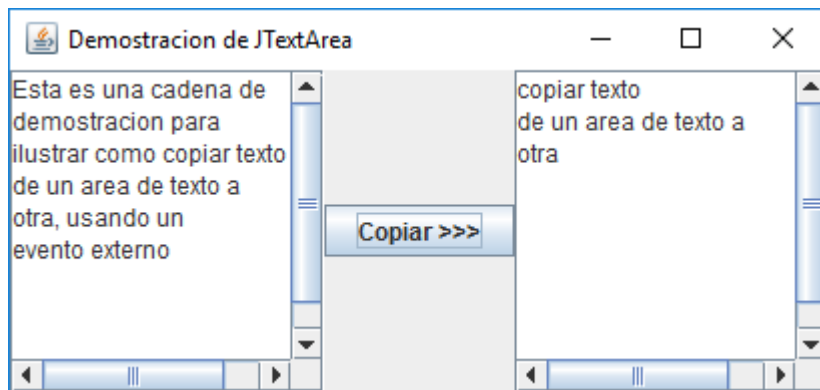 Demostracion de JTextArea
Esta es una cadena de
demostracion para
ilustrar como copiar texto
de un area de texto a
otra, usando un
evento externo
Copiar >>>
copiar texto
de un area de texto a
otra